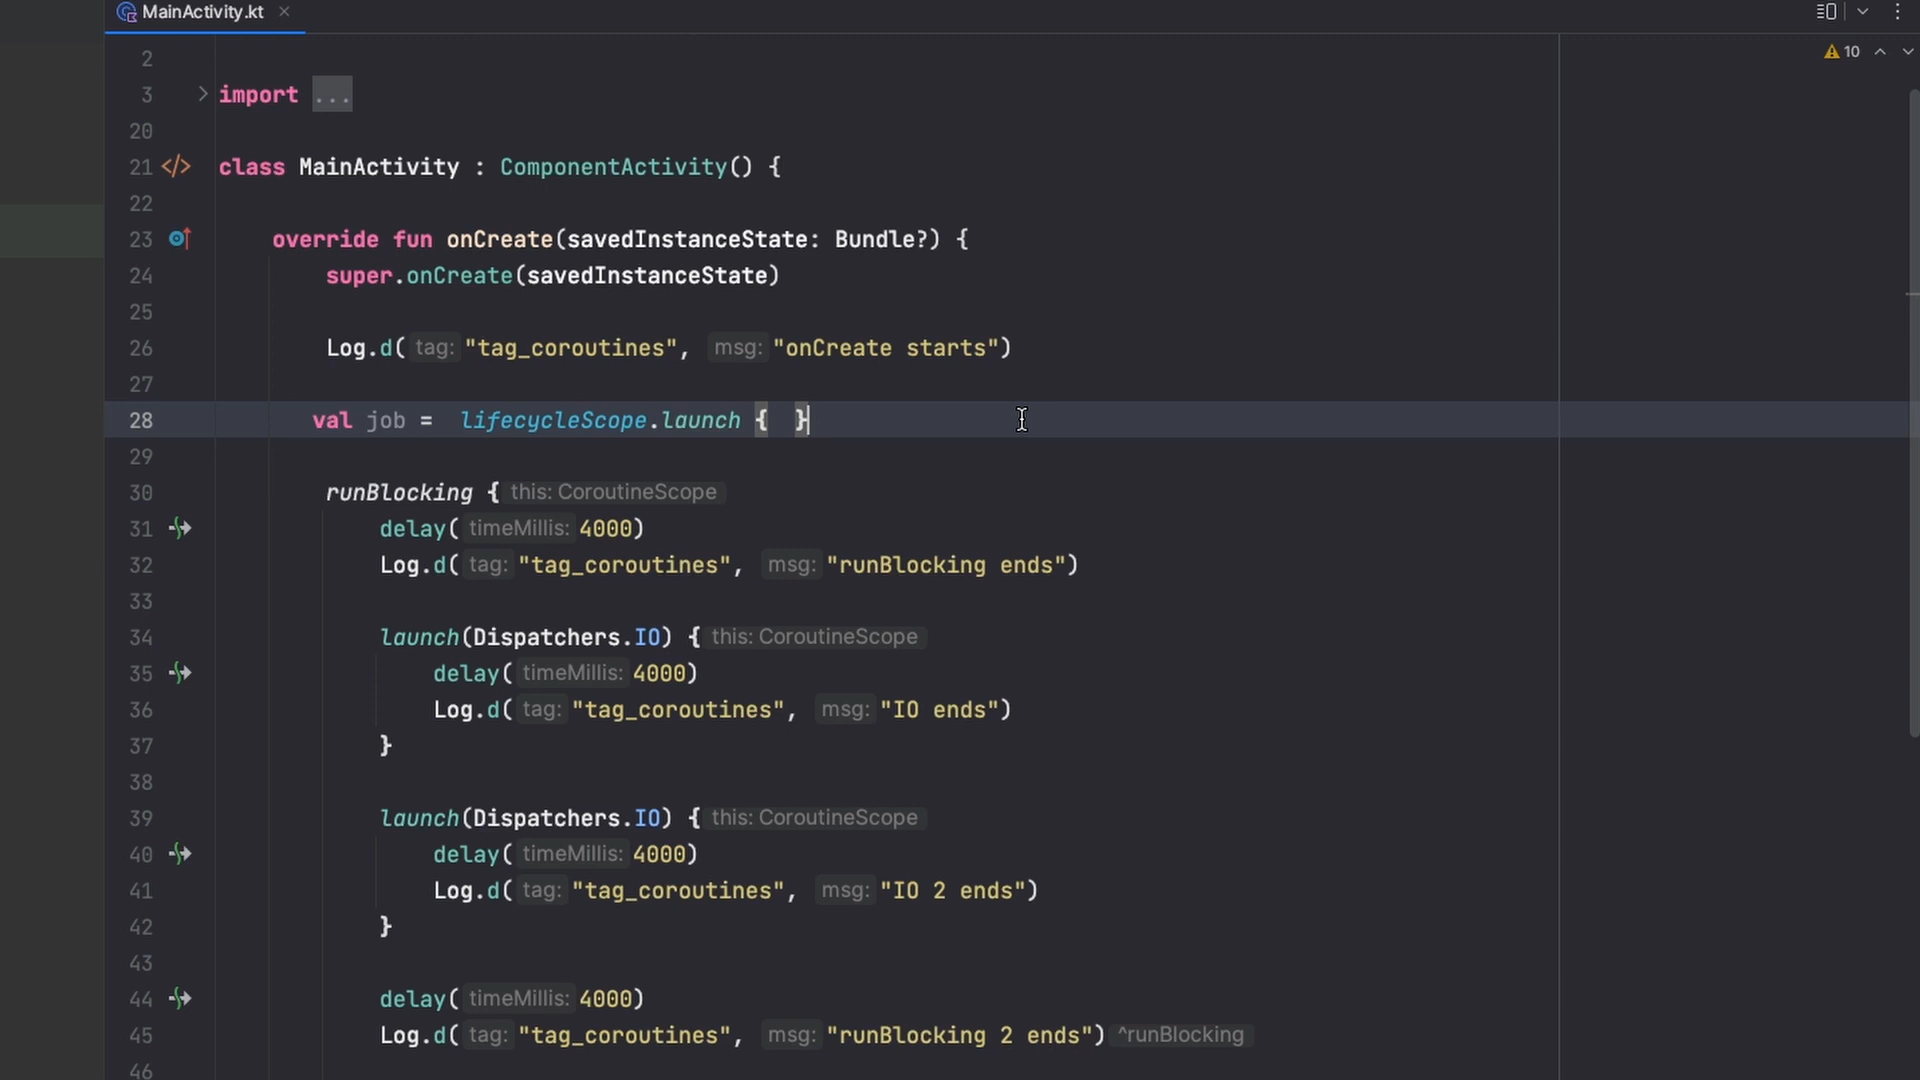 MainActivity.kt
10
2
3 import ...
20
21 </> class MainActivity : ComponentActivity() {
22
23 override fun onCreate(savedInstanceState: Bundle?) {
24 super.onCreate(savedInstanceState)
25
26 Log.d( tag: "tag_coroutines", msg: "onCreate starts")
27
28 val job = lifecycleScope.launch { }
29
30 runBlocking { this: CoroutineScope
31 delay( timeMillis: 4000)
32 Log.d( tag: "tag_coroutines", msg: "runBlocking ends")
33
34 launch(Dispatchers.IO) { this: CoroutineScope
35 delay( timeMillis: 4000)
36 Log.d( tag: "tag_coroutines", msg: "IO ends")
37 }
38
39 launch(Dispatchers.IO) { this: CoroutineScope
40 delay( timeMillis: 4000)
41 Log.d( tag: "tag_coroutines", msg: "IO 2 ends")
42 }
43
44 delay( timeMillis: 4000)
45 Log.d( tag: "tag_coroutines", msg: "runBlocking 2 ends") ^runBlocking
46